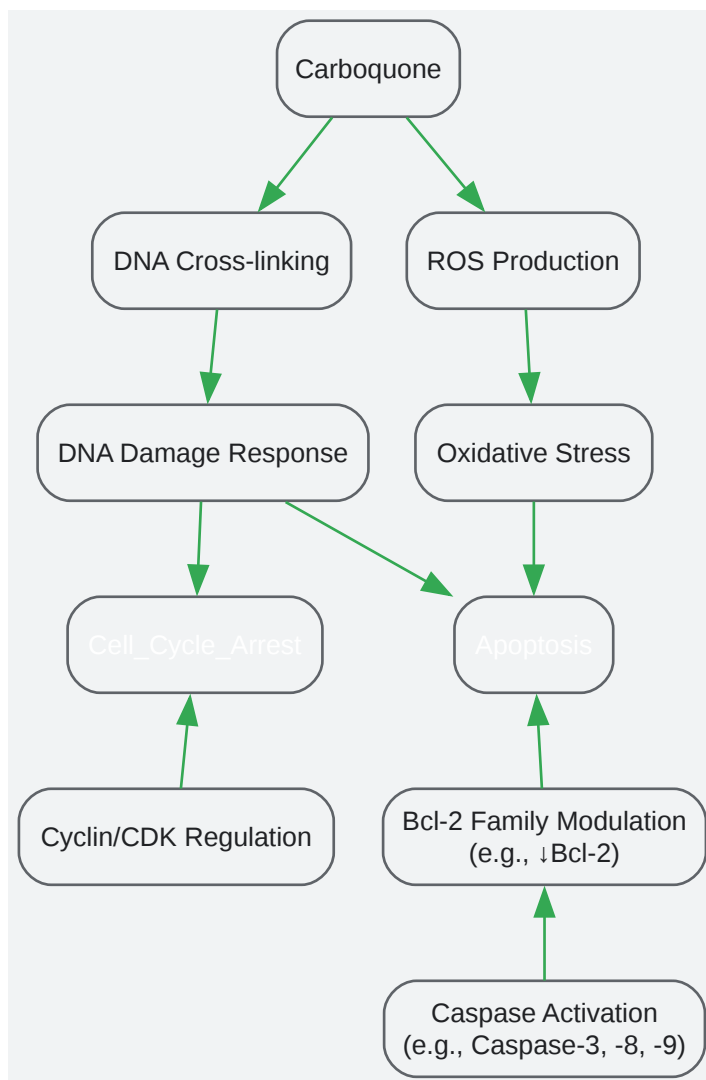 Carboquone
DNA Cross-linking
ROS Production
DNA Damage Response
Oxidative Stress
Cell_Cycle_Arrest
Apoptosis
Cyclin/CDK Regulation
Bcl-2 Family Modulation
(e.g., ↓Bcl-2)
Caspase Activation
(e.g., Caspase-3, -8, -9)